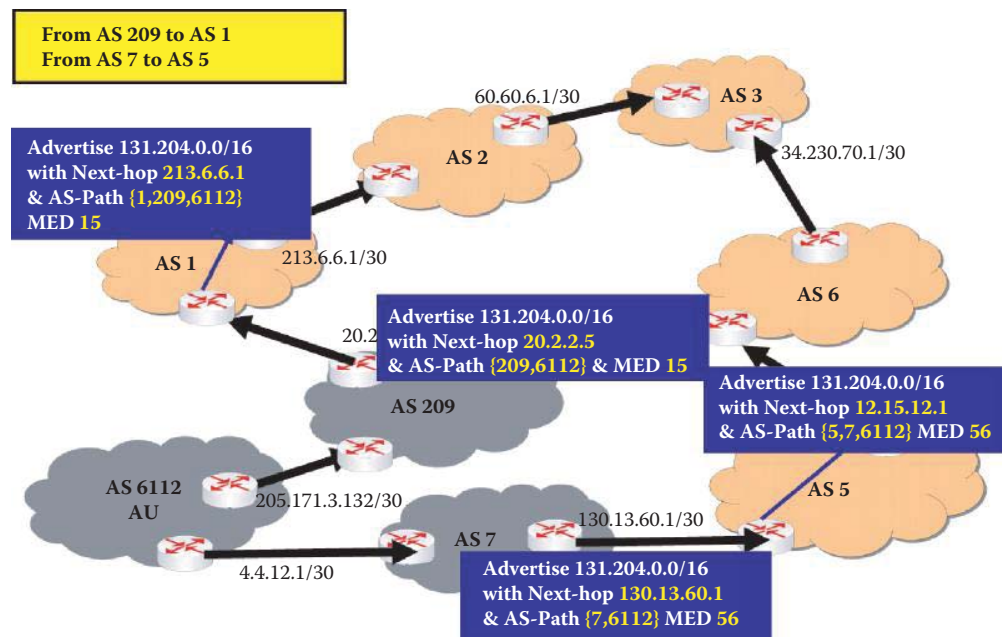 From AS 209 to AS 1
From AS 7 to AS 5
60.60.6.1/30
AS 3
Advertise 131.204.0.0/16
with Next-hop 213.6.6.1
& AS-Path {1,209,6112}
MED 15
AS 2
34.230.70.1/30
AS 1
213.6.6.1/30
AS 6
20.2
Advertise 131.204.0.0/16
with Next-hop 20.2.2.5
& AS-Path {209,6112} & MED 15
AS 209
Advertise 131.204.0.0/16
with Next-hop 12.15.12.1
& AS-Path {5,7,6112} MED 56
AS 6112
AU
205.171.3.132/30
AS 5
130.13.60.1/30
AS 7
4.4.12.1/30
Advertise 131.204.0.0/16
with Next-hop 130.13.60.1
& AS-Path {7,6112} MED 56